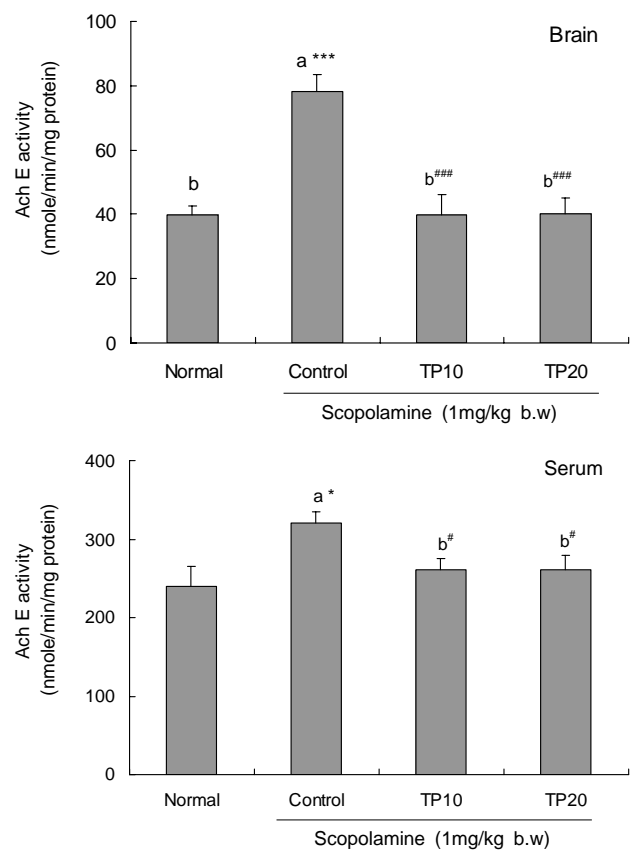 Brain
Ach E activity
(nmole/min/mg protein)
100
80
60
40
20
0
b
a ***
b###
b###
Normal Control TP10 TP20
Scopolamine (1mg/kg b.w)
Serum
Ach E activity
(nmole/min/mg protein)
400
300
200
100
0
a *
b#
b#
Normal Control TP10 TP20
Scopolamine (1mg/kg b.w)